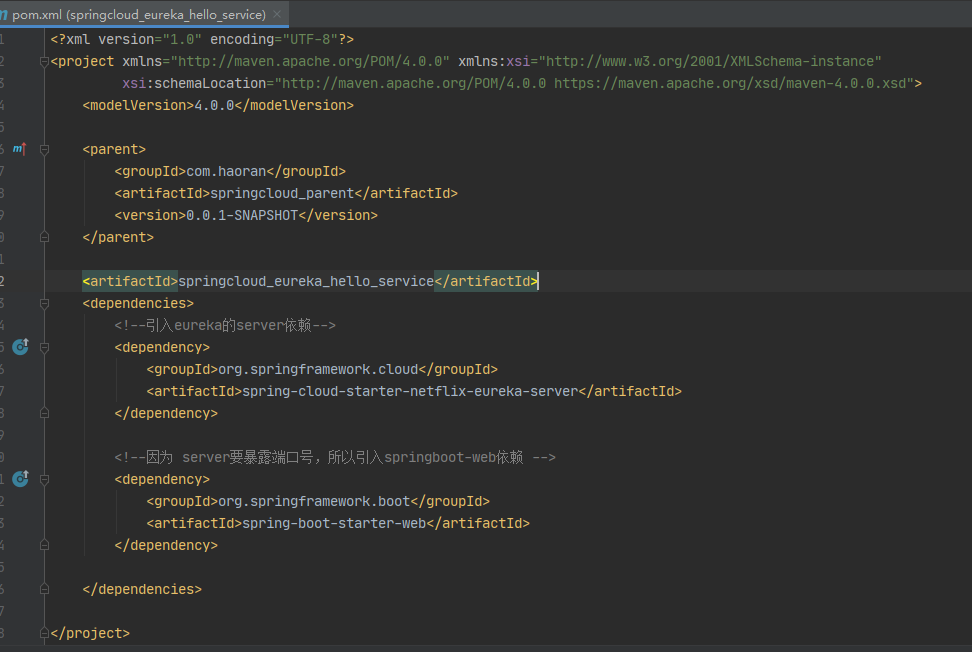 pom.xml (springcloud_eureka_hello_service)
<?xml version="1.0" encoding="UTF-8"?>
<project xmlns="http://maven.apache.org/POM/4.0.0" xmlns:xsi="http://www.w3.org/2001/XMLSchema-instance"
xsi:schemaLocation="http://maven.apache.org/POM/4.0.0 https://maven.apache.org/xsd/maven-4.0.0.xsd">
<modelVersion>4.0.0</modelVersion>
<parent>
<groupId>com.haoran</groupId>
<artifactId>springcloud_parent</artifactId>
<version>0.0.1-SNAPSHOT</version>
</parent>
<artifactId>springcloud_eureka_hello_service</artifactId>
<dependencies>
<!--引入eureka的server依赖-->
<dependency>
<groupId>org.springframework.cloud</groupId>
<artifactId>spring-cloud-starter-netflix-eureka-server</artifactId>
</dependency>
<!--因为 server要暴露端口号，所以引入springboot-web依赖 -->
<dependency>
<groupId>org.springframework.boot</groupId>
<artifactId>spring-boot-starter-web</artifactId>
</dependency>
</dependencies>
</project>